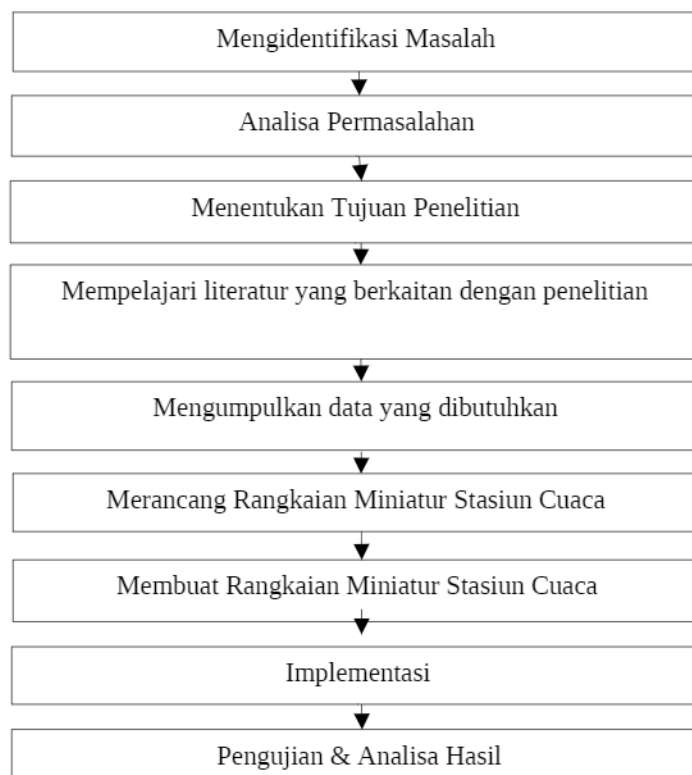 Mengidentifikasi Masalah
Analisa Permasalahan
Menentukan Tujuan Penelitian
Mempelajari literatur yang berkaitan dengan penelitian
Mengumpulkan data yang dibutuhkan
Merancang Rangkaian Miniatur Stasiun Cuaca
Membuat Rangkaian Miniatur Stasiun Cuaca
Implementasi
Pengujian & Analisa Hasil